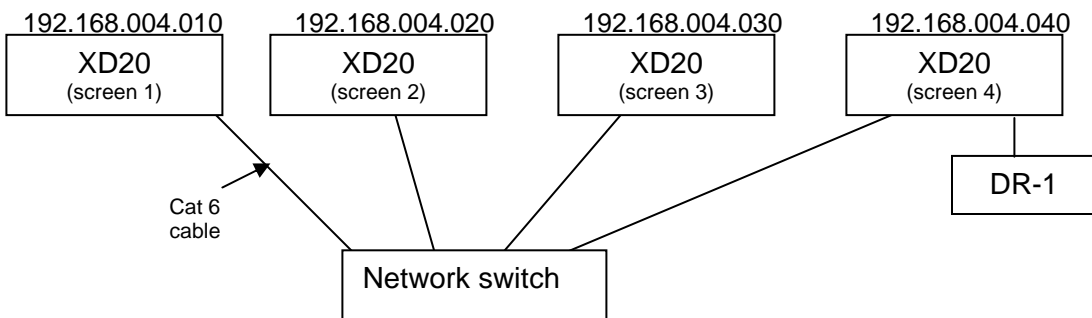 192.168.004.010
192.168.004.020
192.168.004.030
192.168.004.040
XD20
(screen 1)
XD20
(screen 2)
XD20
(screen 3)
XD20
(screen 4)
DR-1
Cat 6
cable
Network switch